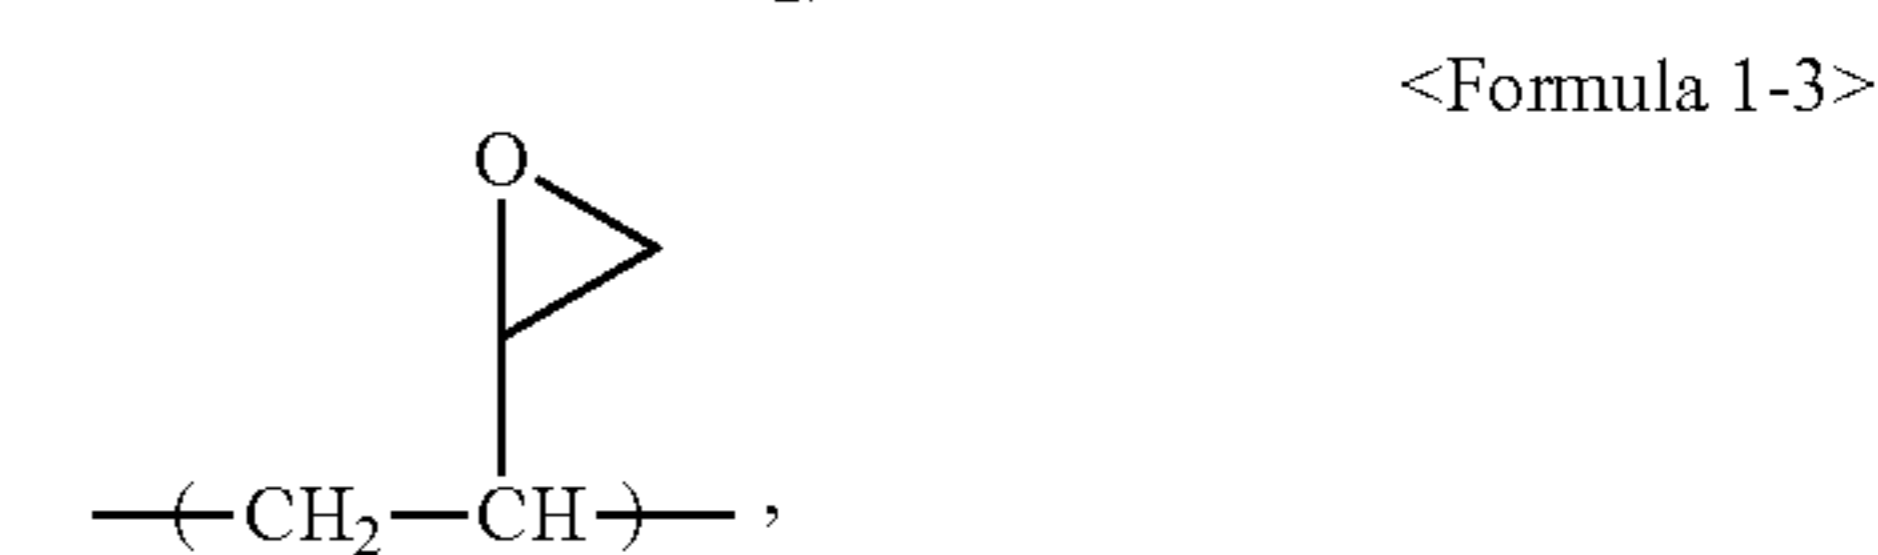 <Formula 1-3>
O
—(CH₂—CH)—,